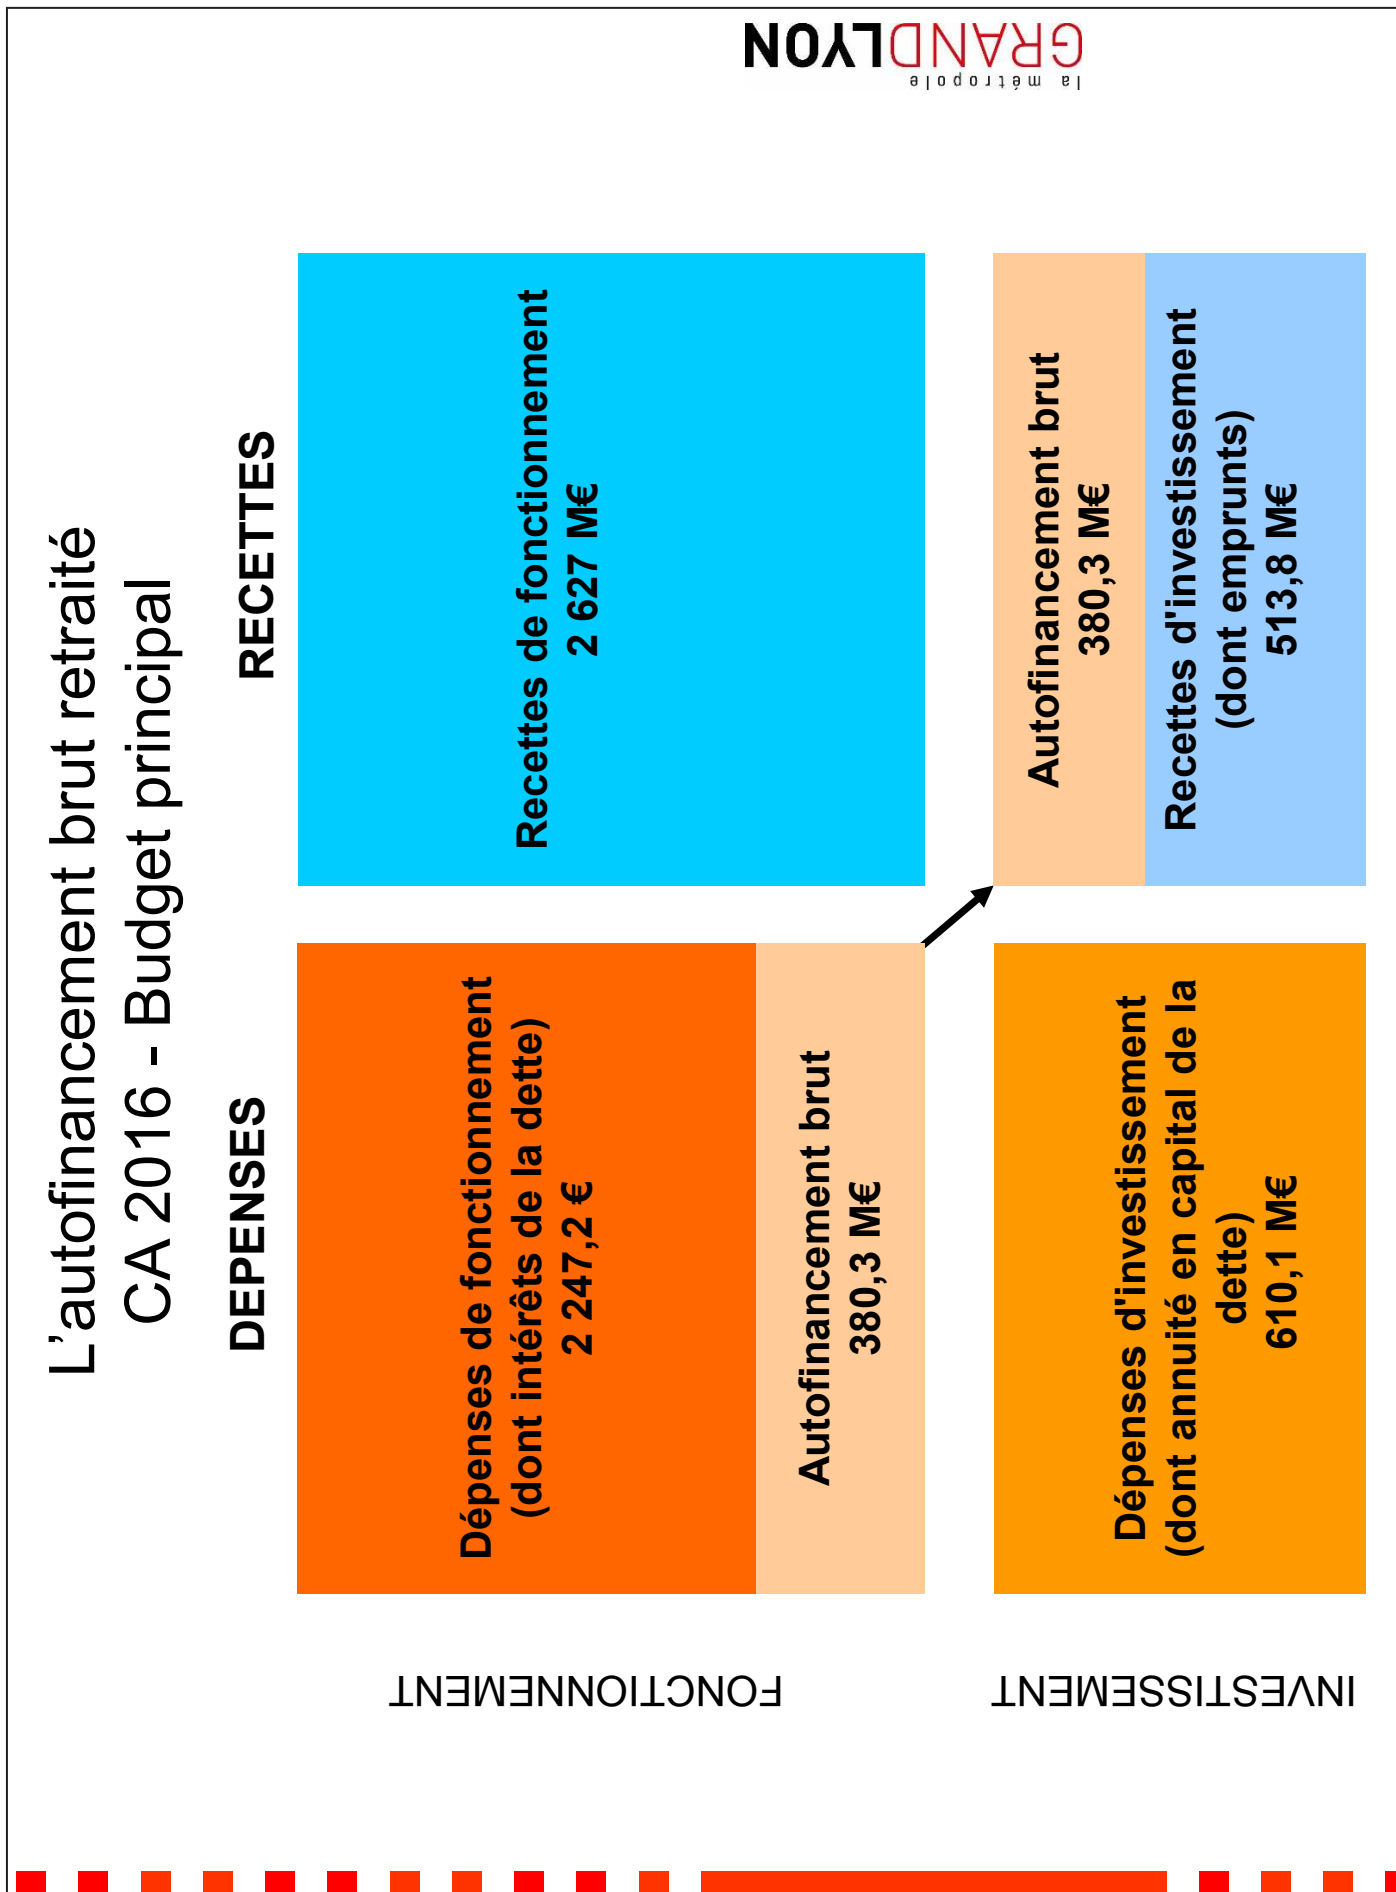 L'autofinancement brut retraité
CA 2016 - Budget principal
DEPENSES
RECETTES
FONCTIONNEMENT
Dépenses de fonctionnement
(dont intérêts de la dette)
2 247,2 €
Autofinancement brut
380,3 M€
Recettes de fonctionnement
2 627 M€
INVESTISSEMENT
Dépenses d'investissement
(dont annuité en capital de la
dette)
610,1 M€
Autofinancement brut
380,3 M€
Recettes d'investissement
(dont emprunts)
513,8 M€
la métropole
GRANDLYON